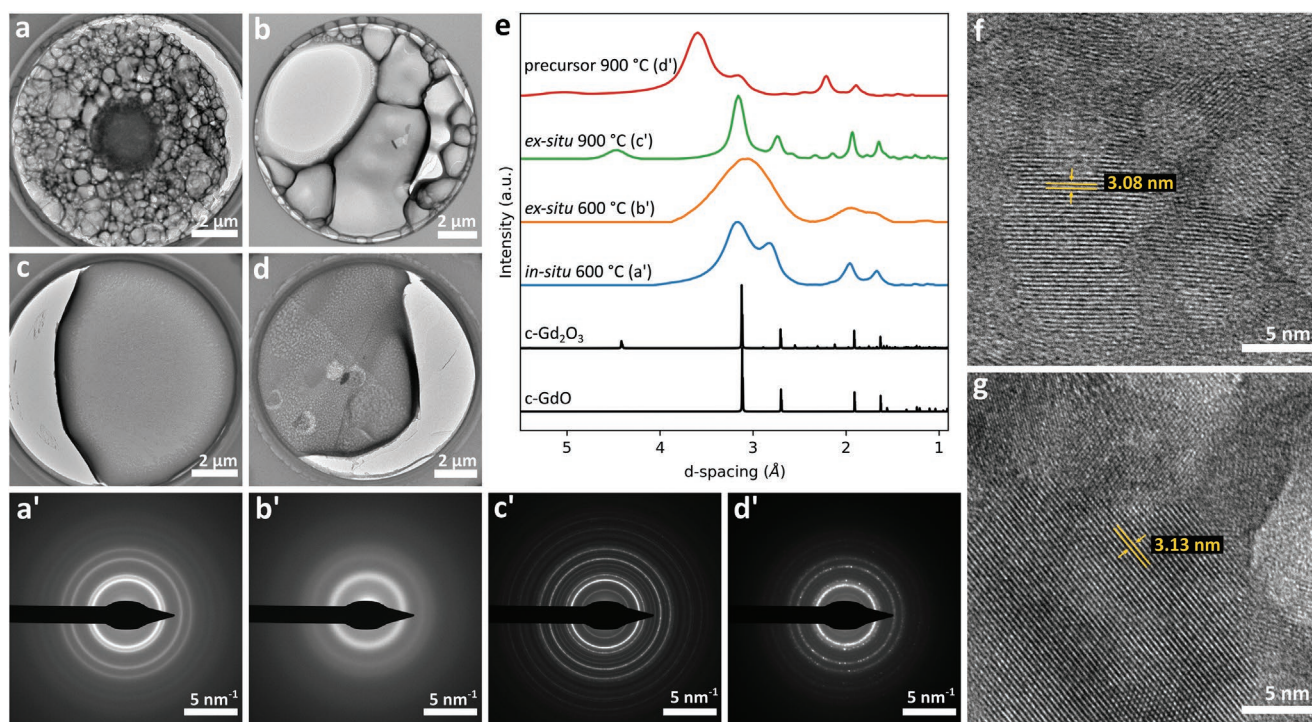 a
2 µm
b
2 µm
c
2 µm
d
2 µm
e
precursor 900 °C (d')
ex-situ 900 °C (c')
ex-situ 600 °C (b')
in-situ 600 °C (a')
c-Gd₂O₃
c-GdO
Intensity (a.u.)
5 4 3 2 1
d-spacing (Å)
f
3.08 nm
5 nm
g
3.13 nm
5 nm
a'
5 nm⁻¹
b'
5 nm⁻¹
c'
5 nm⁻¹
d'
5 nm⁻¹